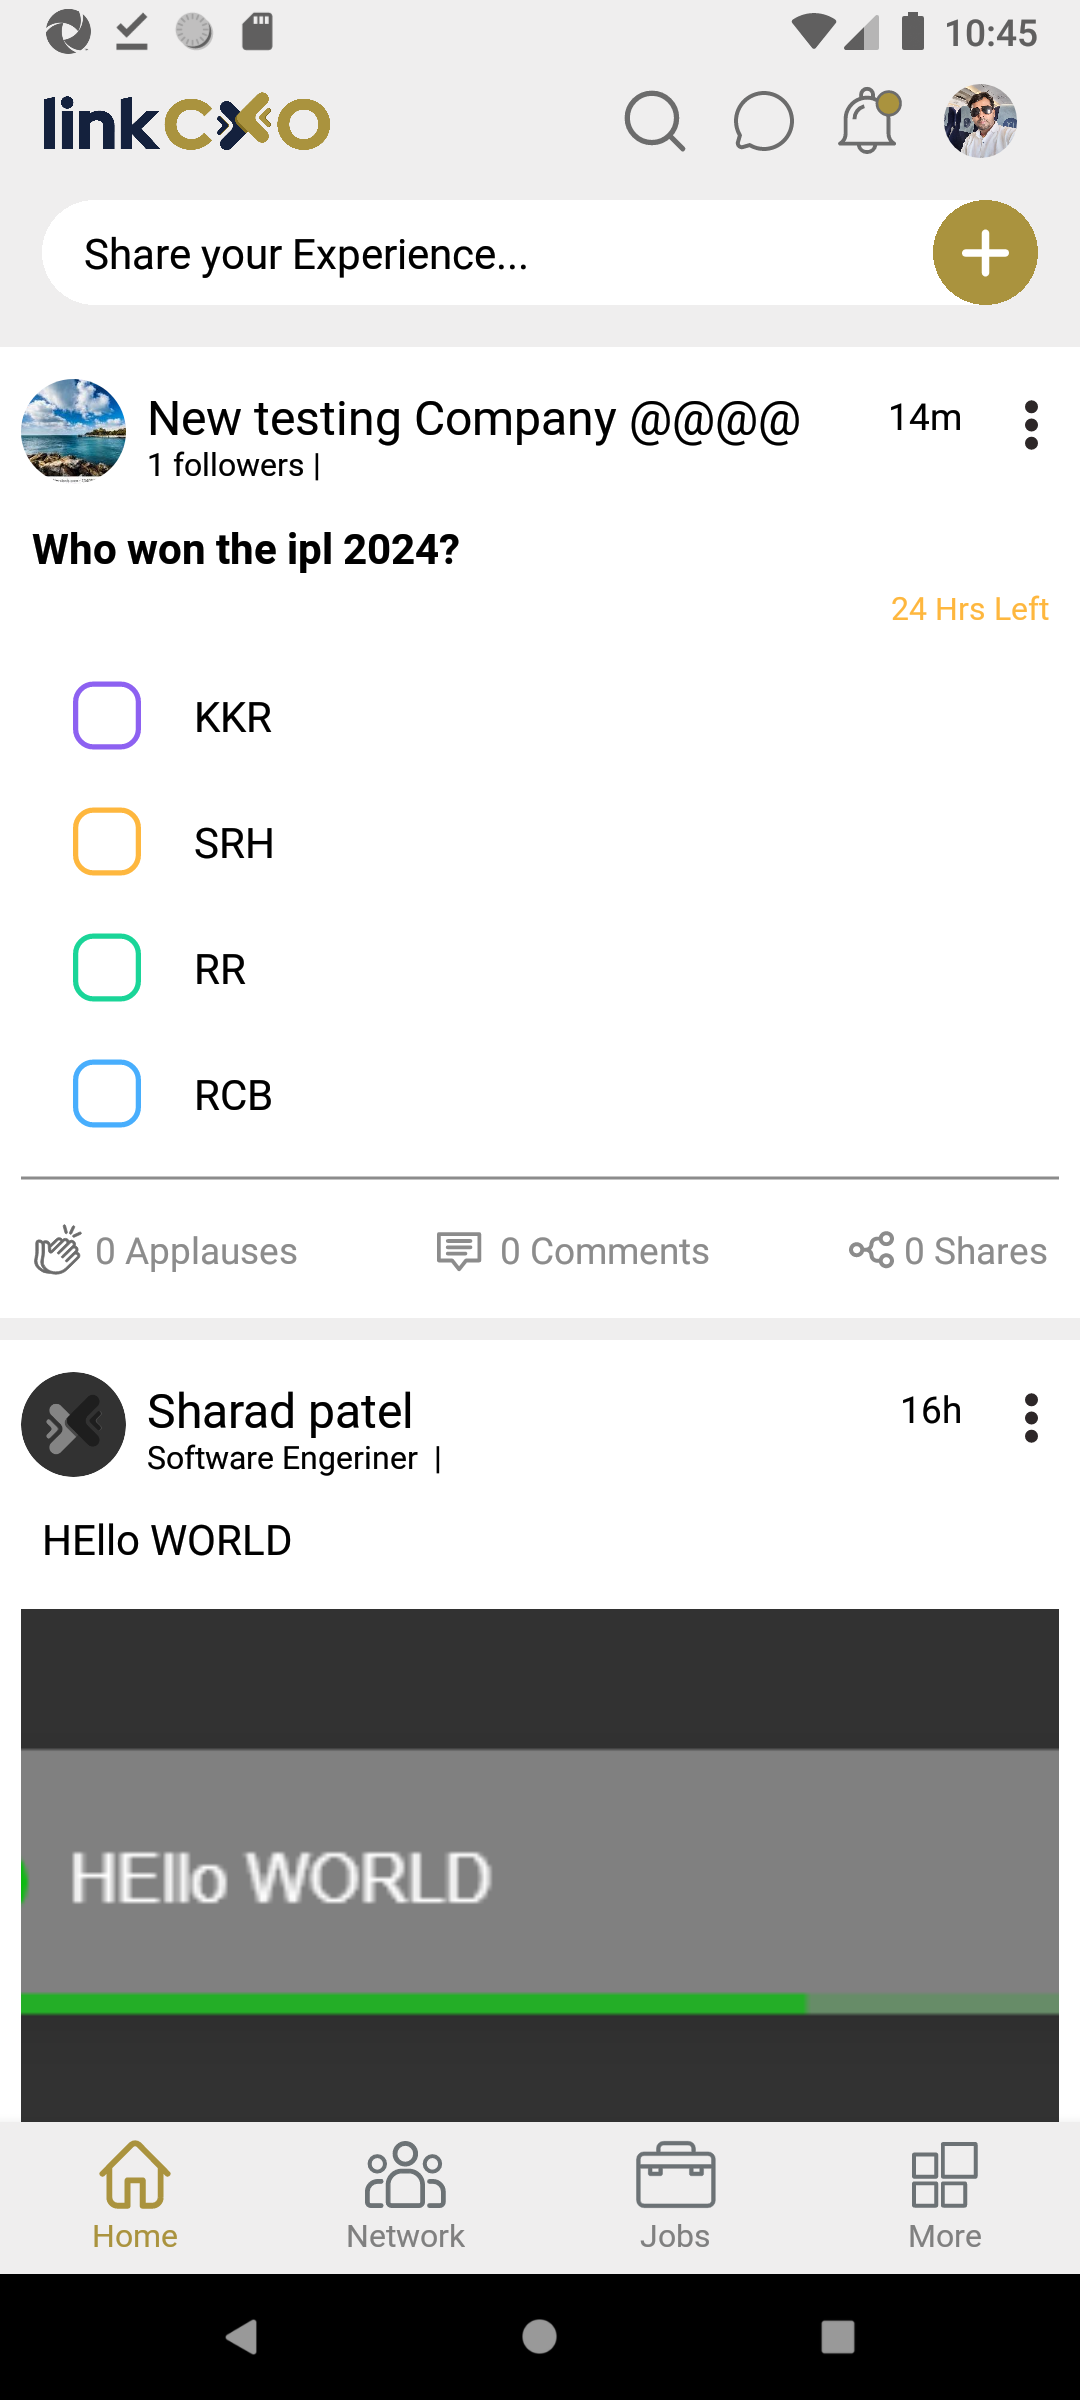 10:45
linkCXO
Share your Experience...
New testing Company @@@@
14m
1 followers |
Who won the ipl 2024?
24 Hrs Left
KKR
SRH
RR
RCB
0 Applauses
0 Comments
0 Shares
Sharad patel
16h
Software Engeriner |
HEllo WORLD
HEllo WORLD
Home
Network
Jobs
More